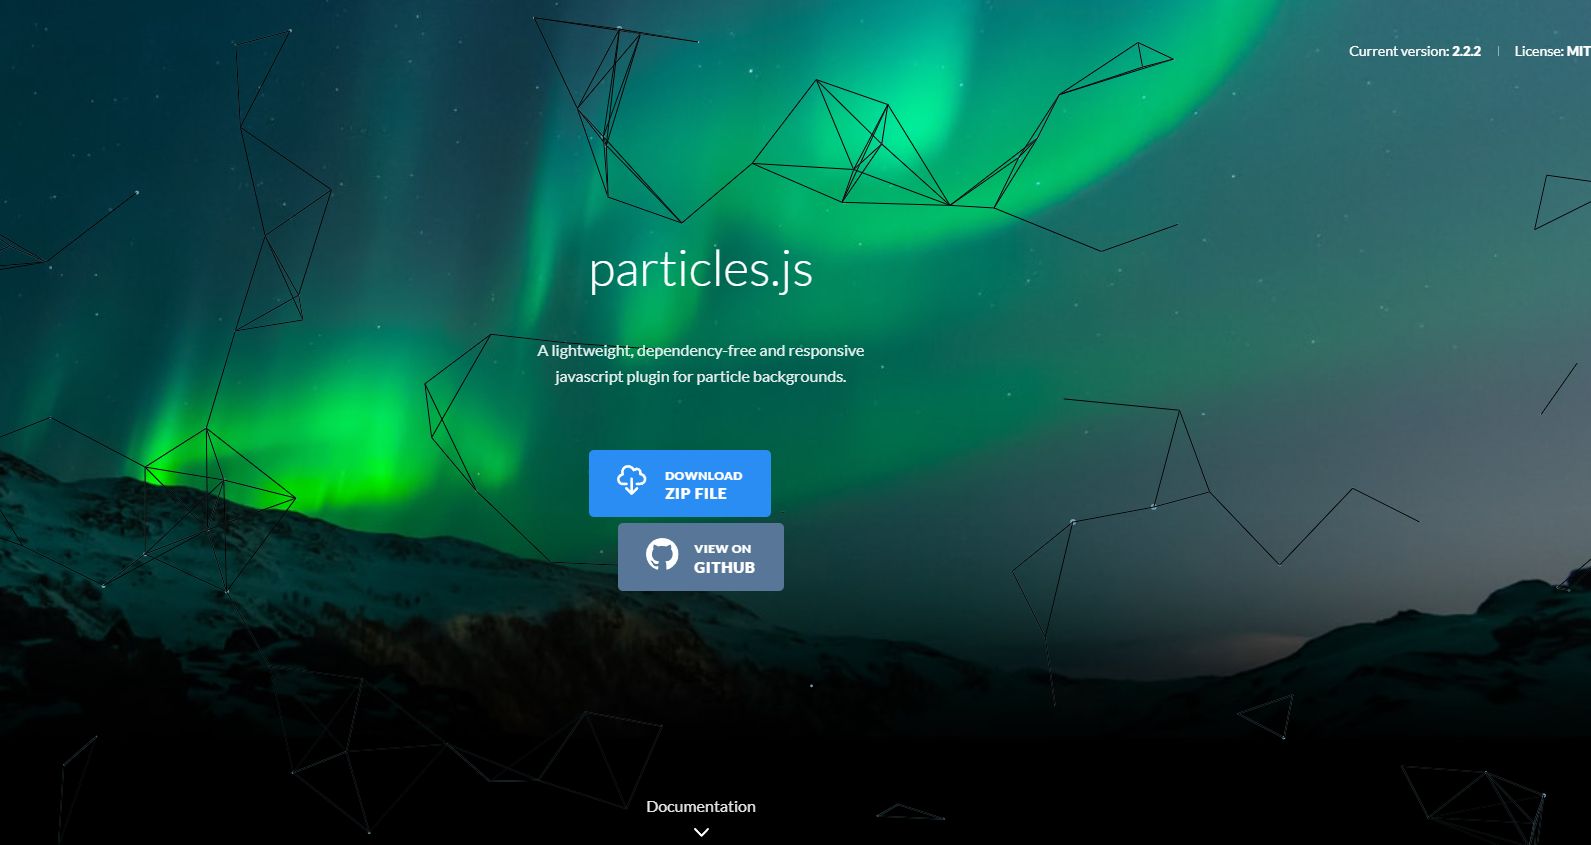 Current version: 2.2.2 | License: MIT
particles.js
A lightweight, dependency-free and responsive
javascript plugin for particle backgrounds.
DOWNLOAD
ZIP FILE
VIEW ON
GITHUB
Documentation